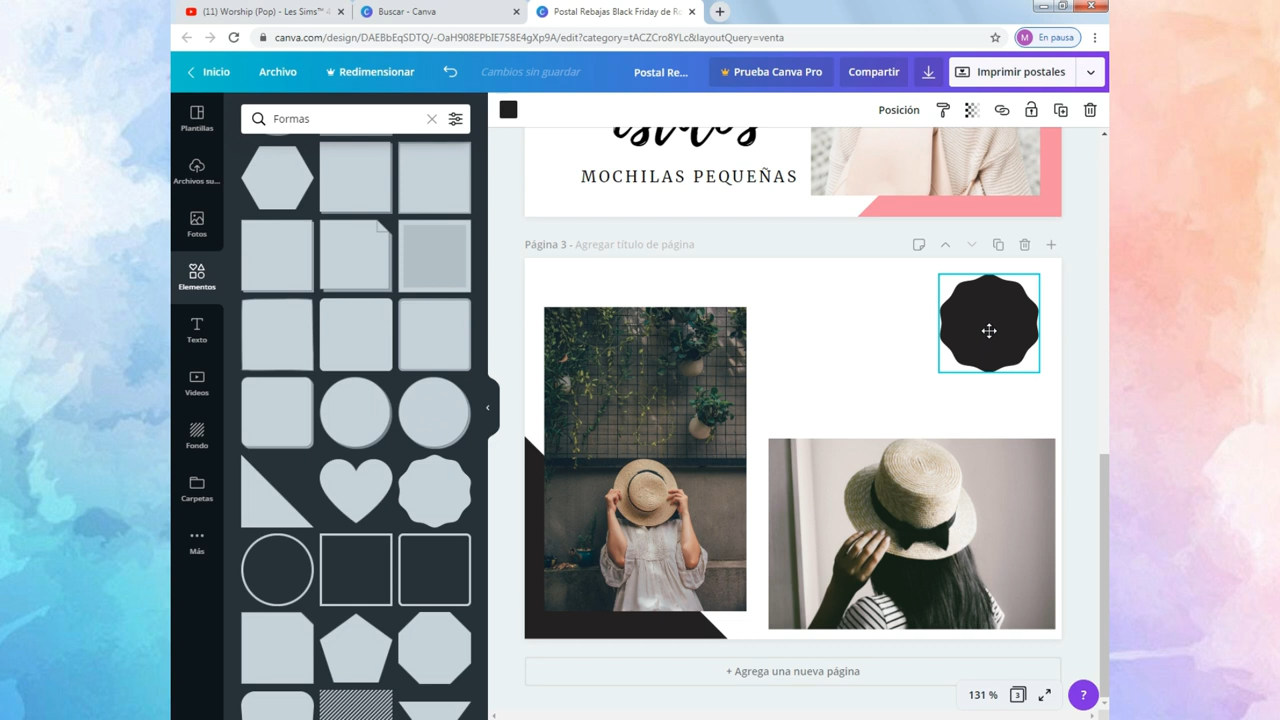 (11) Worship (Pop) - Les Sims™ 4
Buscar - Canva
Postal Rebajas Black Friday de Ro
canva.com/design/DAEBbEqSDTQ/-OaH908EPbIE758E4gXp9A/edit?category=tACZCro8YLc&layoutQuery=venta
M En pausa
Inicio
Archivo
Redimensionar
Cambios sin guardar
Postal Re...
Prueba Canva Pro
Compartir
Imprimir postales
Plantillas
Archivos su...
Fotos
Elementos
Texto
Videos
Fondo
Carpetas
Más
Formas
Posición
estilos
MOCHILAS PEQUEÑAS
Página 3 - Agregar título de página
+ Agrega una nueva página
131 %
3
?